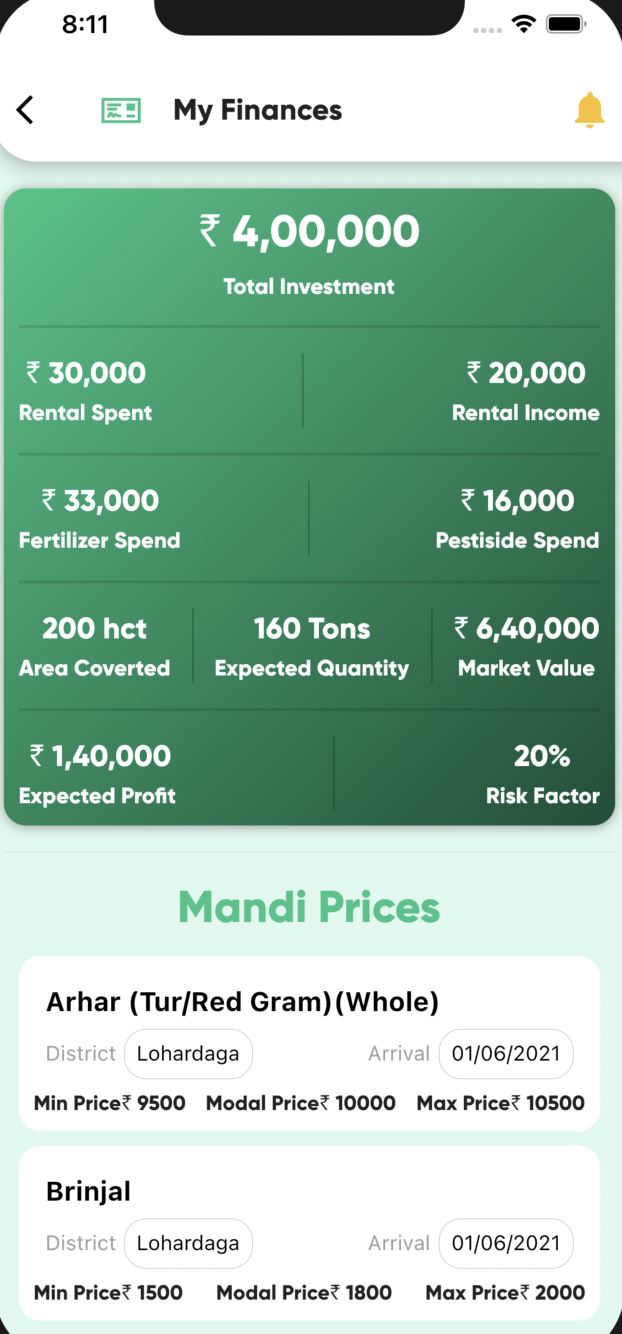 8:11
My Finances
₹ 4,00,000
Total Investment
₹ 30,000 ₹ 20,000
Rental Spent Rental Income
₹ 33,000 ₹ 16,000
Fertilizer Spend Pestiside Spend
200 hct 160 Tons ₹ 6,40,000
Area Coverted Expected Quantity Market Value
₹ 1,40,000 20%
Expected Profit Risk Factor
Mandi Prices
Arhar (Tur/Red Gram)(Whole)
District Lohardaga Arrival 01/06/2021
Min Price₹ 9500 Modal Price₹ 10000 Max Price₹ 10500
Brinjal
District Lohardaga Arrival 01/06/2021
Min Price₹ 1500 Modal Price₹ 1800 Max Price₹ 2000